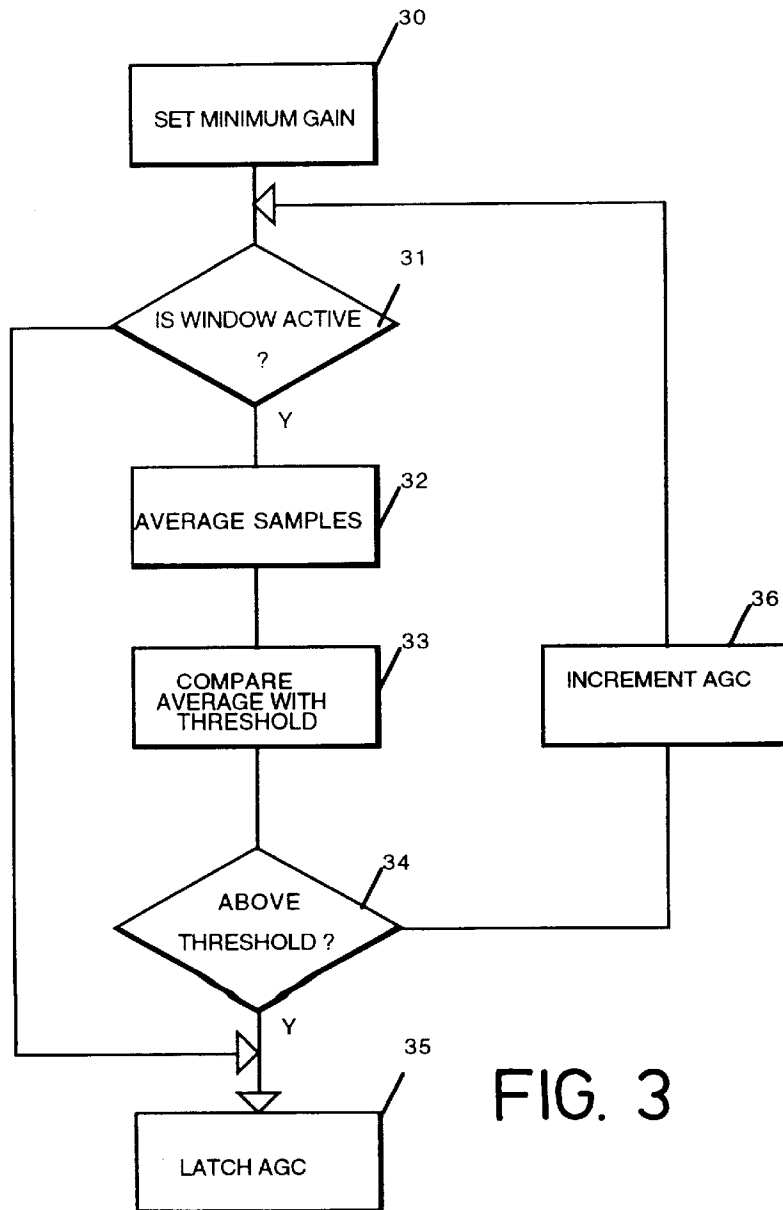 30
SET MINIMUM GAIN
31
IS WINDOW ACTIVE
?
Y
32
AVERAGE SAMPLES
33
COMPARE
AVERAGE WITH
THRESHOLD
36
INCREMENT AGC
34
ABOVE
THRESHOLD ?
Y
35
LATCH AGC
FIG. 3